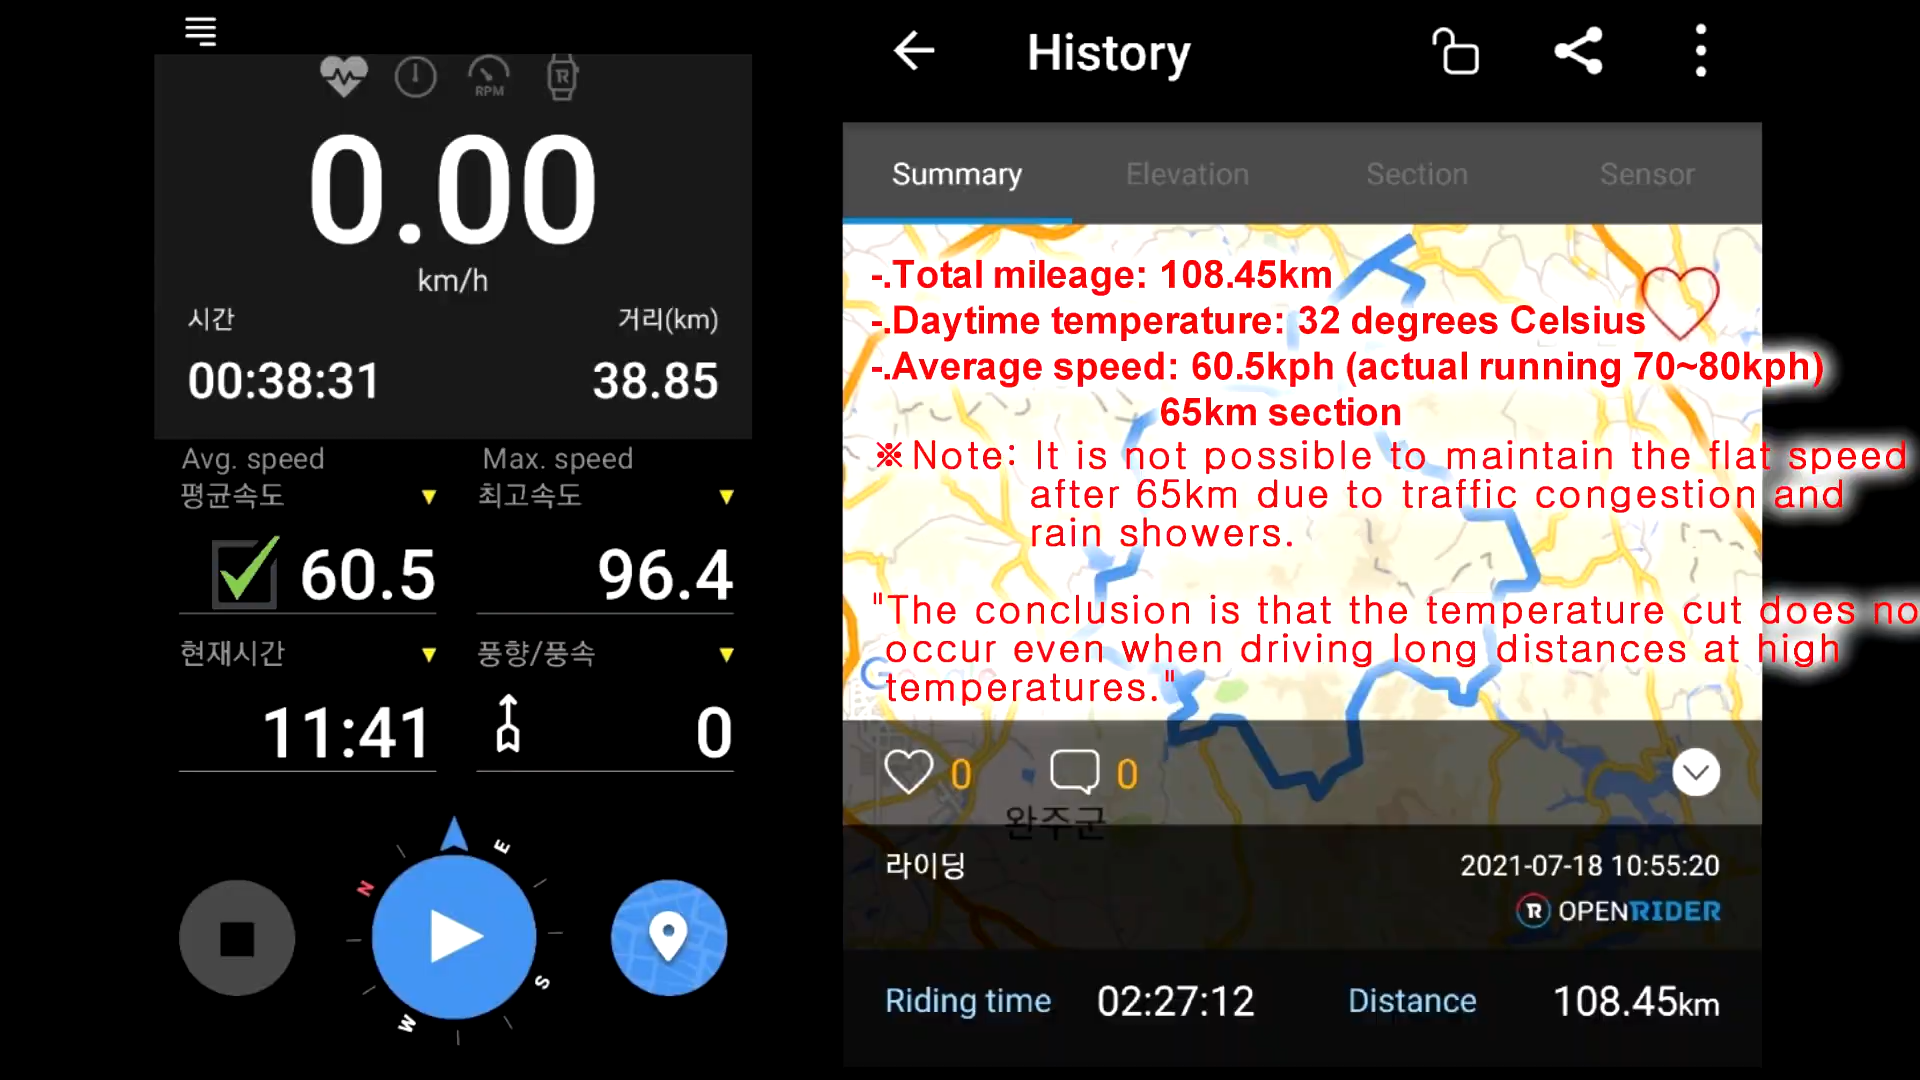 RPM
R
0.00
km/h
시간
거리(km)
00:38:31
38.85
Avg. speed
Max. speed
평균속도
최고속도
60.5
96.4
현재시간
풍향/풍속
11:41
0
N
E
S
W
History
Summary
Elevation
Section
Sensor
-.Total mileage: 108.45km
-.Daytime temperature: 32 degrees Celsius
-.Average speed: 60.5kph (actual running 70~80kph)
65km section
※Note: It is not possible to maintain the flat speed
after 65km due to traffic congestion and
rain showers.
"The conclusion is that the temperature cut does no
occur even when driving long distances at high
temperatures."
0
0
완주군
라이딩
2021-07-18 10:55:20
R OPENRIDER
Riding time
02:27:12
Distance
108.45km